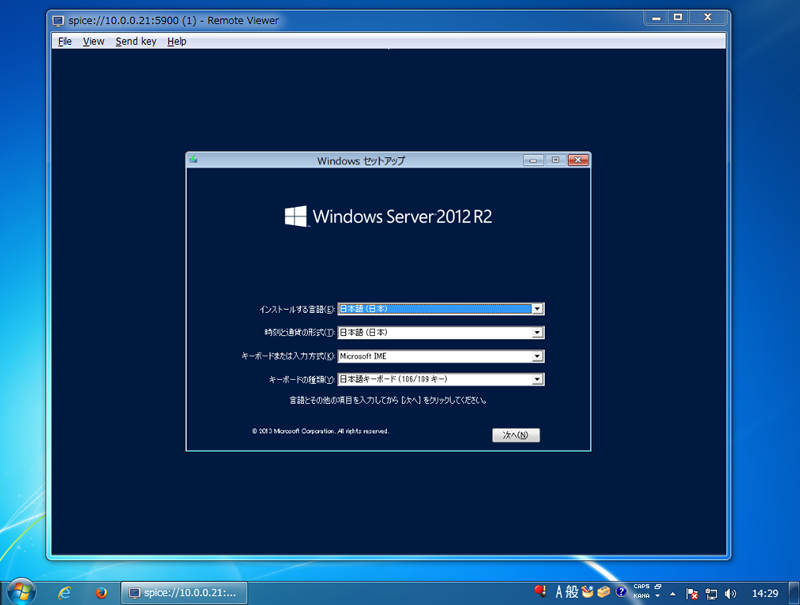 spice://10.0.0.21:5900 (1) - Remote Viewer
File View Send key Help
Windows セットアップ
Windows Server 2012 R2
インストールする言語(E): 日本語 (日本)
時刻と通貨の形式(T): 日本語 (日本)
キーボードまたは入力方式(K): Microsoft IME
キーボードの種類(Y): 日本語キーボード (106/109 キー)
言語とその他の項目を入力してから [次へ] をクリックしてください。
© 2013 Microsoft Corporation. All rights reserved.
次へ(N)
spice://10.0.0.21:...
A 般
CAPS
KANA
14:29